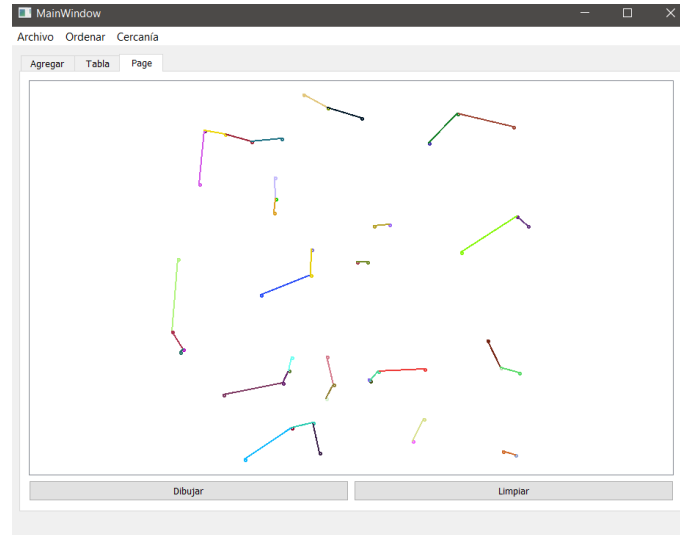 MainWindow
Archivo Ordenar Cercanía
Agregar Tabla Page
Dibujar Limpiar